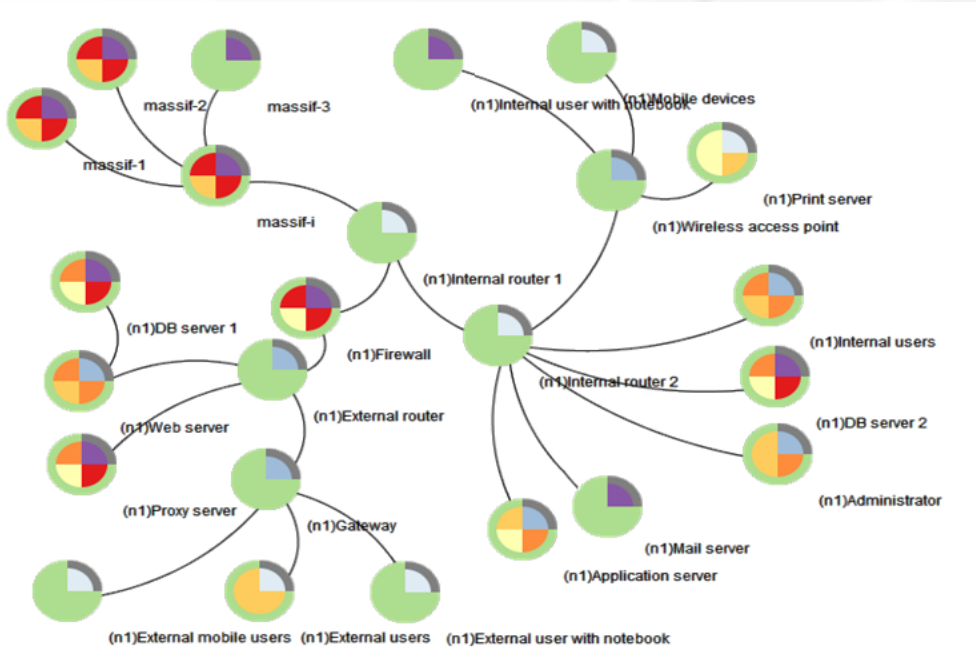 massif-2
massif-3
(n1)Internal user with notebook
(n1)Mobile devices
massif-1
(n1)Print server
massif-i
(n1)Wireless access point
(n1)Internal router 1
(n1)DB server 1
(n1)Firewall
(n1)Internal users
(n1)Internal router 2
(n1)External router
(n1)Web server
(n1)DB server 2
(n1)Proxy server
(n1)Gateway
(n1)Administrator
(n1)Mail server
(n1)Application server
(n1)External mobile users
(n1)External users
(n1)External user with notebook